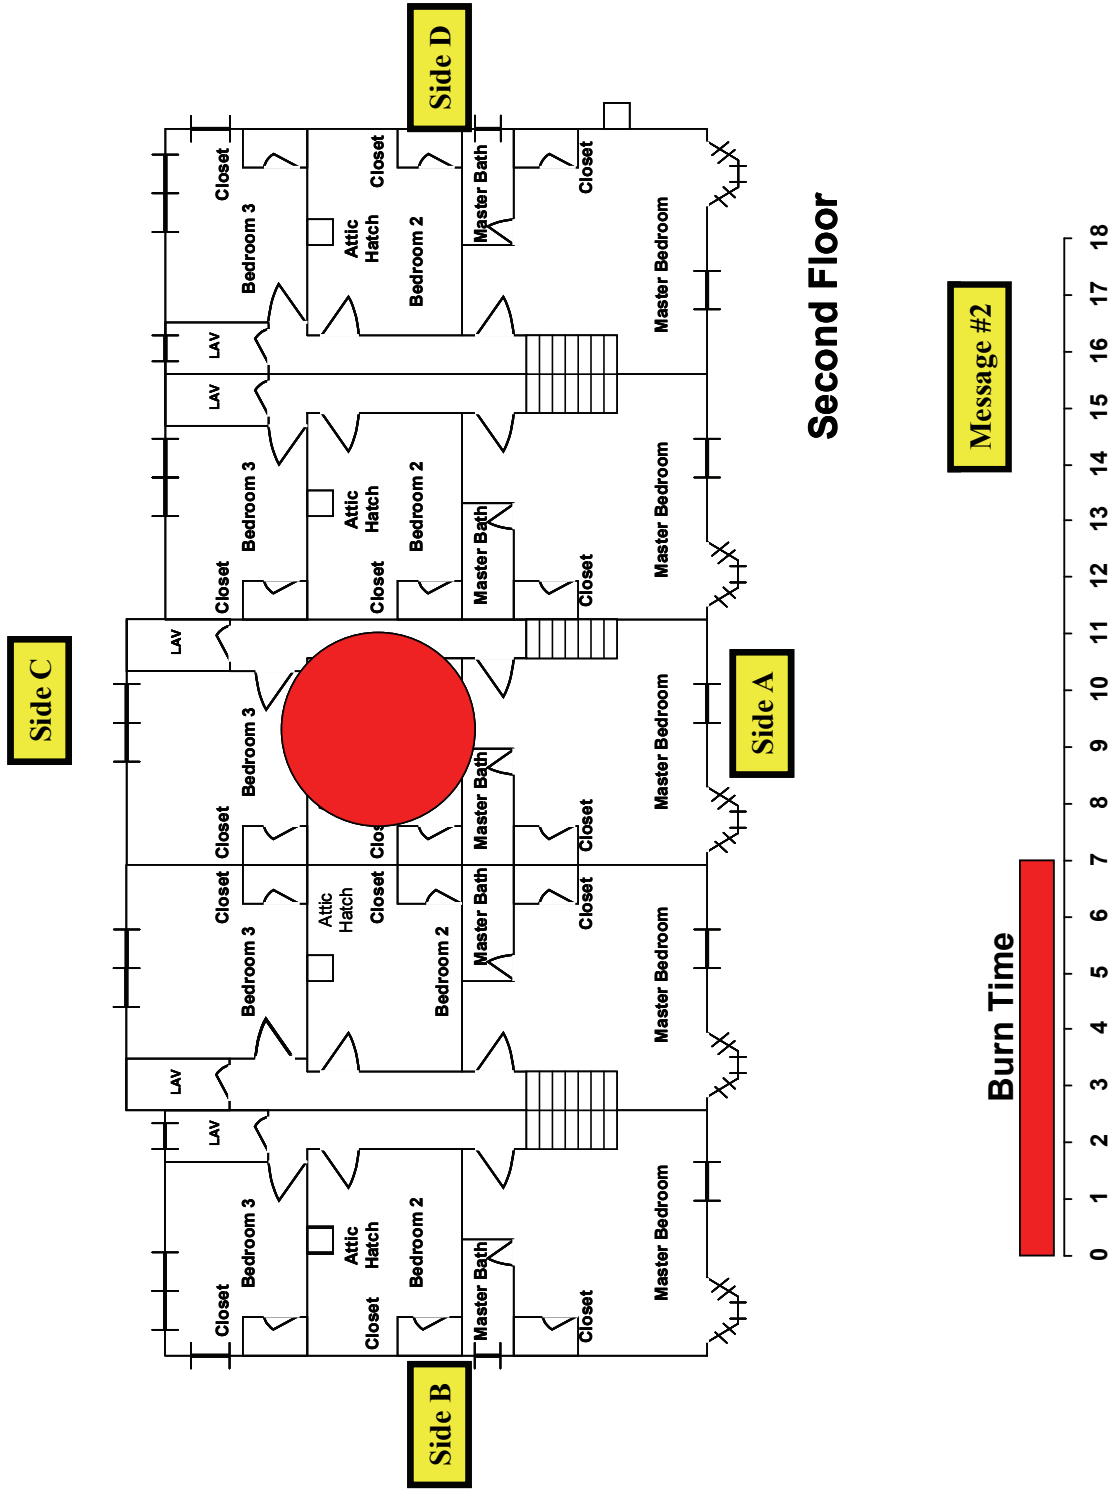 Side C
LAV
LAV
LAV
LAV
LAV
Closet
Closet
Closet
Closet
Closet
Bedroom 3
Bedroom 3
Bedroom 3
Bedroom 3
Bedroom 3
Attic
Hatch
Attic
Hatch
Attic
Hatch
Attic
Hatch
Closet
Closet
Clos
Closet
Closet
Bedroom 2
Bedroom 2
Bedroom 2
Bedroom 2
Side B
Side D
Master Bath
Master Bath
Master Bath
Master Bath
Master Bath
Closet
Closet
Closet
Closet
Closet
Master Bedroom
Master Bedroom
Master Bedroom
Master Bedroom
Master Bedroom
Side A
Second Floor
Message #2
Burn Time
0 1 2 3 4 5 6 7 8 9 10 11 12 13 14 15 16 17 18